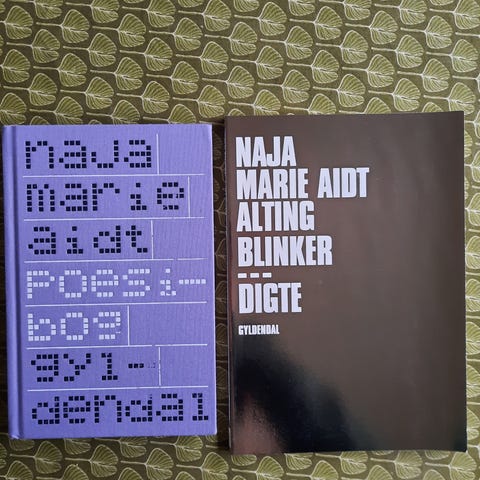 naja
marie
aidt
poesi-
bog
gyl-
dendal
NAJA
MARIE AIDT
ALTING
BLINKER
---
DIGTE
GYLDENDAL